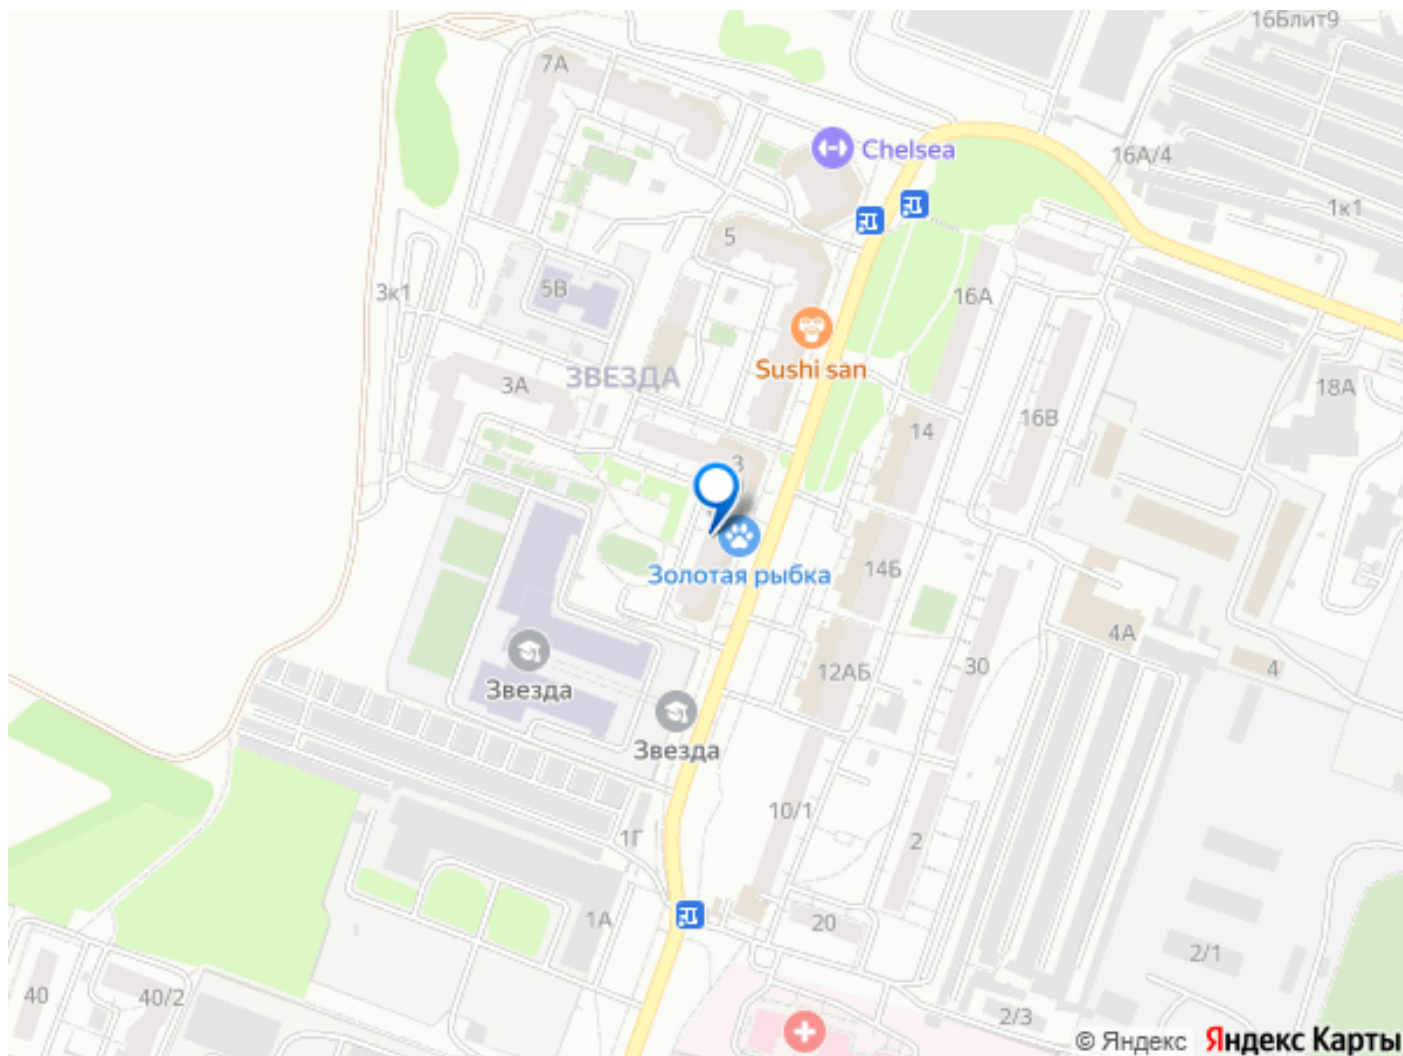 16Блит9
7А
Chelsea
16А/4
1к1
5
3к1
5В
16А
Sushi san
ЗВЕЗДА
3А
18А
16В
14
3
Золотая рыбка
14Б
4А
12АБ
30
4
Звезда
Звезда
10/1
1Г
2
1А
20
2/1
40
40/2
2/3
© Яндекс Яндекс Карты